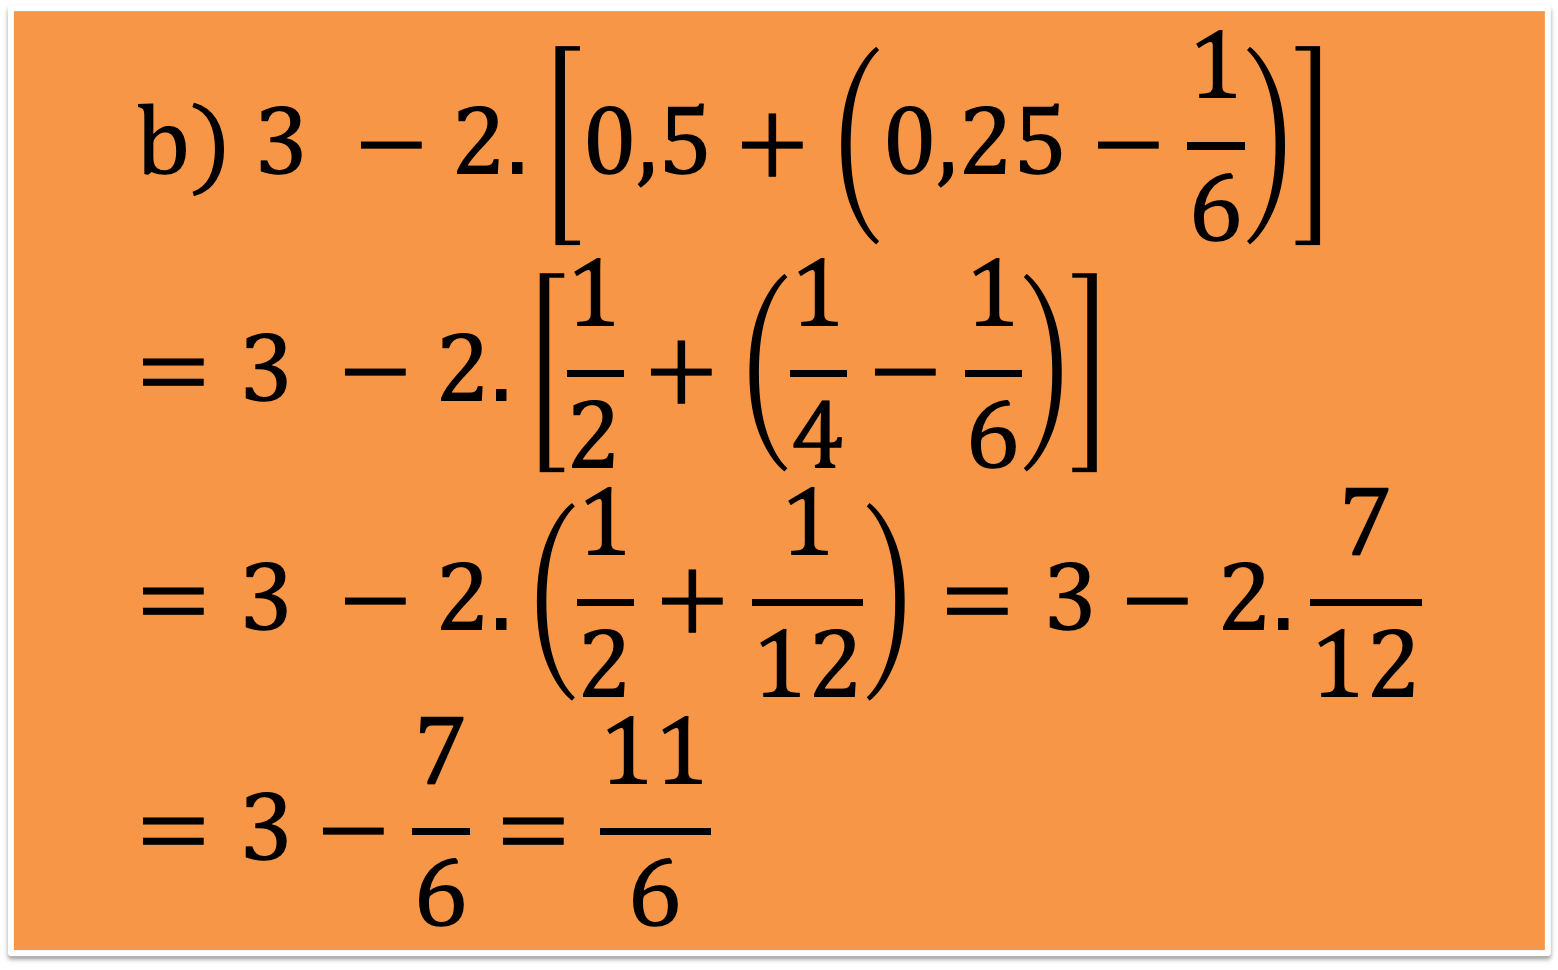 b) 3 − 2. [0,5 + (0,25 − 1/6)]
= 3 − 2. [1/2 + (1/4 − 1/6)]
= 3 − 2. (1/2 + 1/12) = 3 − 2. 7/12
= 3 − 7/6 = 11/6